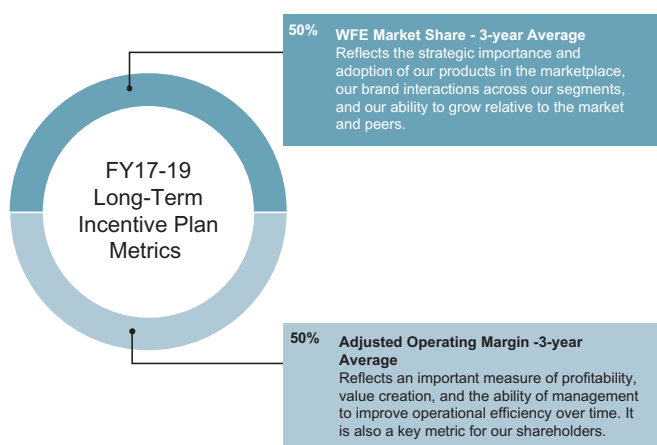 50% WFE Market Share - 3-year Average
Reflects the strategic importance and
adoption of our products in the marketplace,
our brand interactions across our segments,
and our ability to grow relative to the market
and peers.
FY17-19
Long-Term
Incentive Plan
Metrics
50% Adjusted Operating Margin -3-year
Average
Reflects an important measure of profitability,
value creation, and the ability of management
to improve operational efficiency over time. It
is also a key metric for our shareholders.